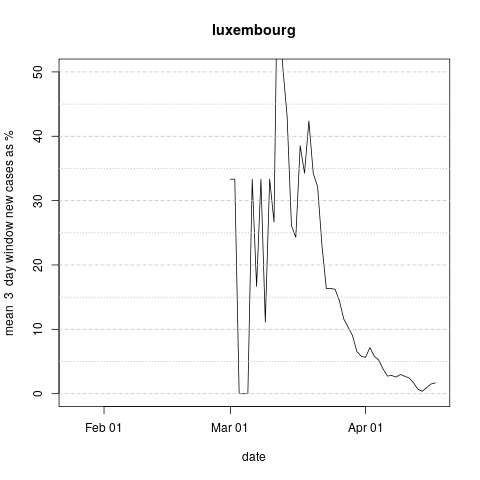 luxembourg
mean  3  day window new cases as %
50
40
30
20
10
0
Feb 01
Mar 01
Apr 01
date